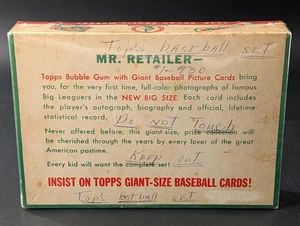 Top's baseball set
MR. RETAILER—
#1-#30
Topps Bubble Gum with Giant Baseball Picture Cards bring
you, for the very first time, full-color photographs of famous
Big Leaguers in the NEW BIG SIZE. Each card includes
the player's autograph, biography and official, lifetime
statistical record.
Do not Touch
Never offered before, this giant-size, prize collection will
be cherished through the years by every lover of the great
American pastime.
Keep out
Every kid will want the complete set!
INSIST ON TOPPS GIANT-SIZE BASEBALL CARDS!
Top's baseball set